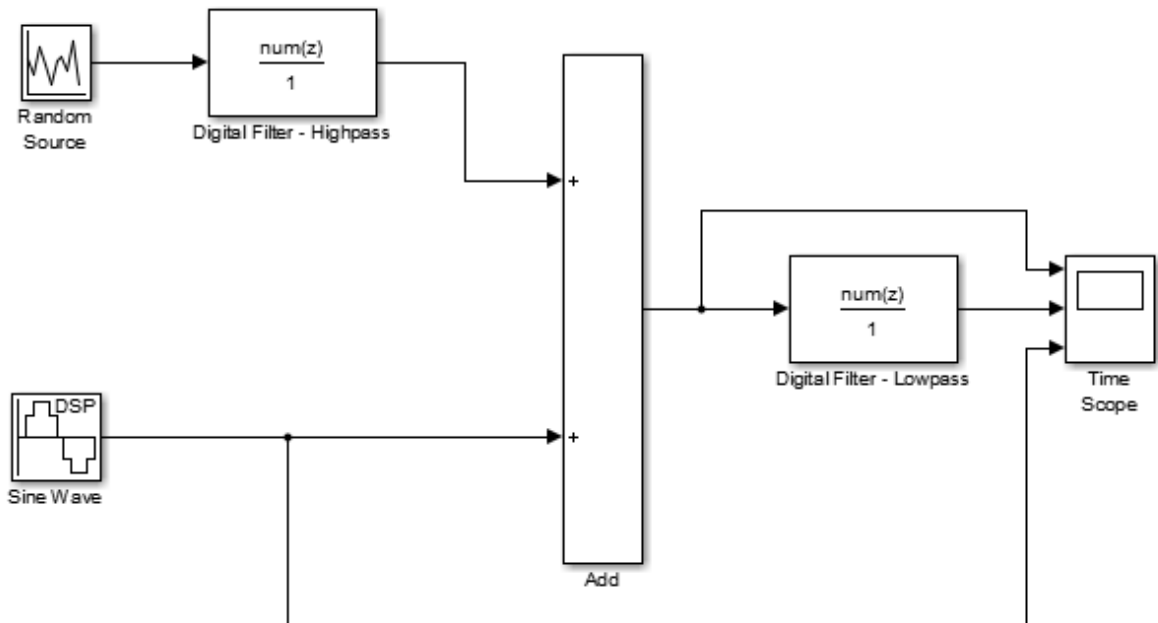 num(z)
1
Random
Source
Digital Filter - Highpass
+
num(z)
1
Digital Filter - Lowpass
Time
Scope
DSP
+
Sine Wave
Add